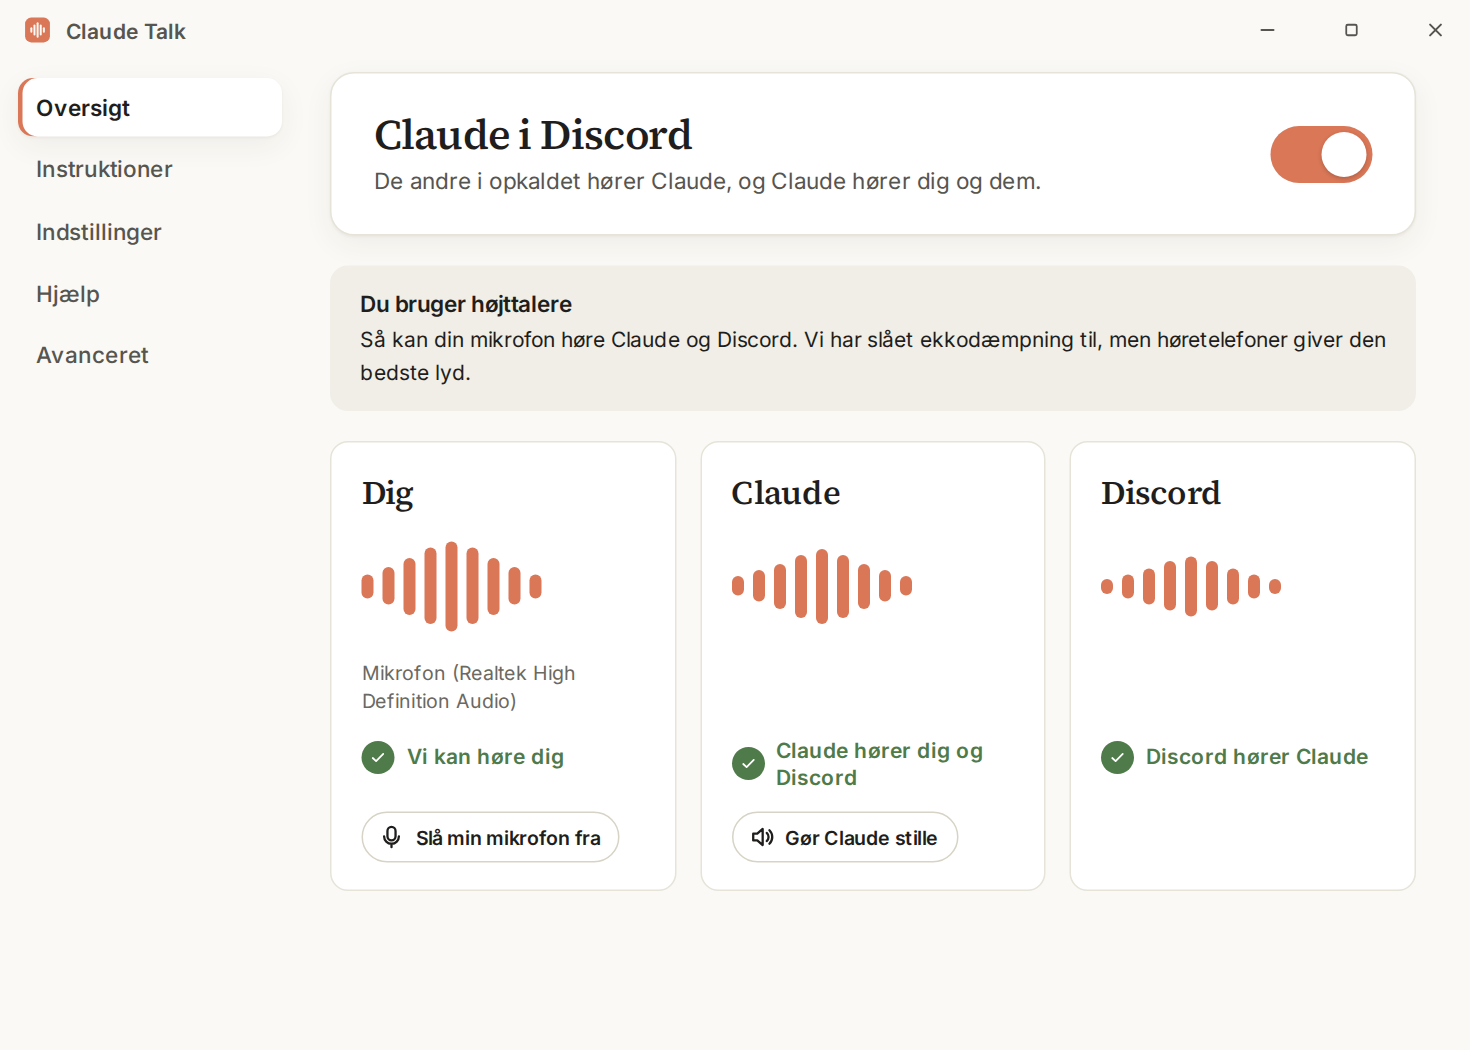 Claude Talk
Oversigt
Instruktioner
Indstillinger
Hjælp
Avanceret
Claude i Discord
De andre i opkaldet hører Claude, og Claude hører dig og dem.
Du bruger højttalere
Så kan din mikrofon høre Claude og Discord. Vi har slået ekkodæmpning til, men høretelefoner giver den
bedste lyd.
Dig
Mikrofon (Realtek High
Definition Audio)
Vi kan høre dig
Slå min mikrofon fra
Claude
Claude hører dig og
Discord
Gør Claude stille
Discord
Discord hører Claude